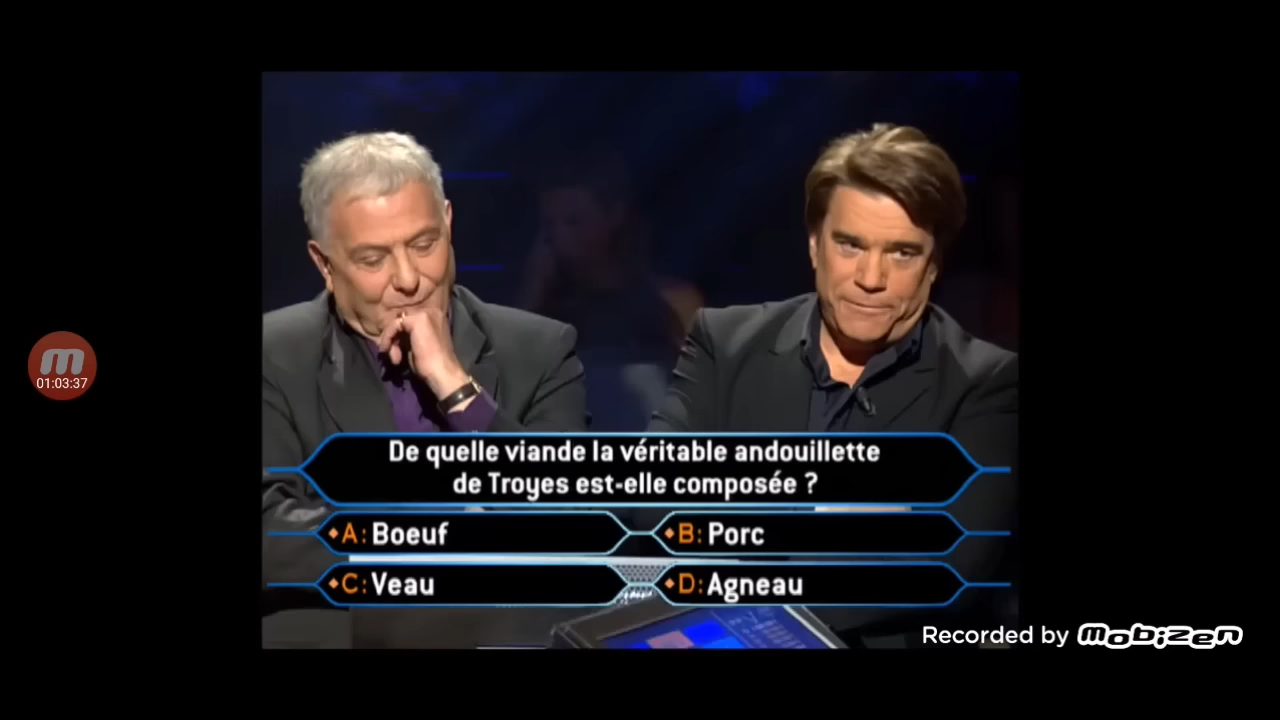 De quelle viande la véritable andouillette
de Troyes est-elle composée ?
A: Boeuf
B: Porc
C: Veau
D: Agneau
01:03:37
Recorded by mobizen